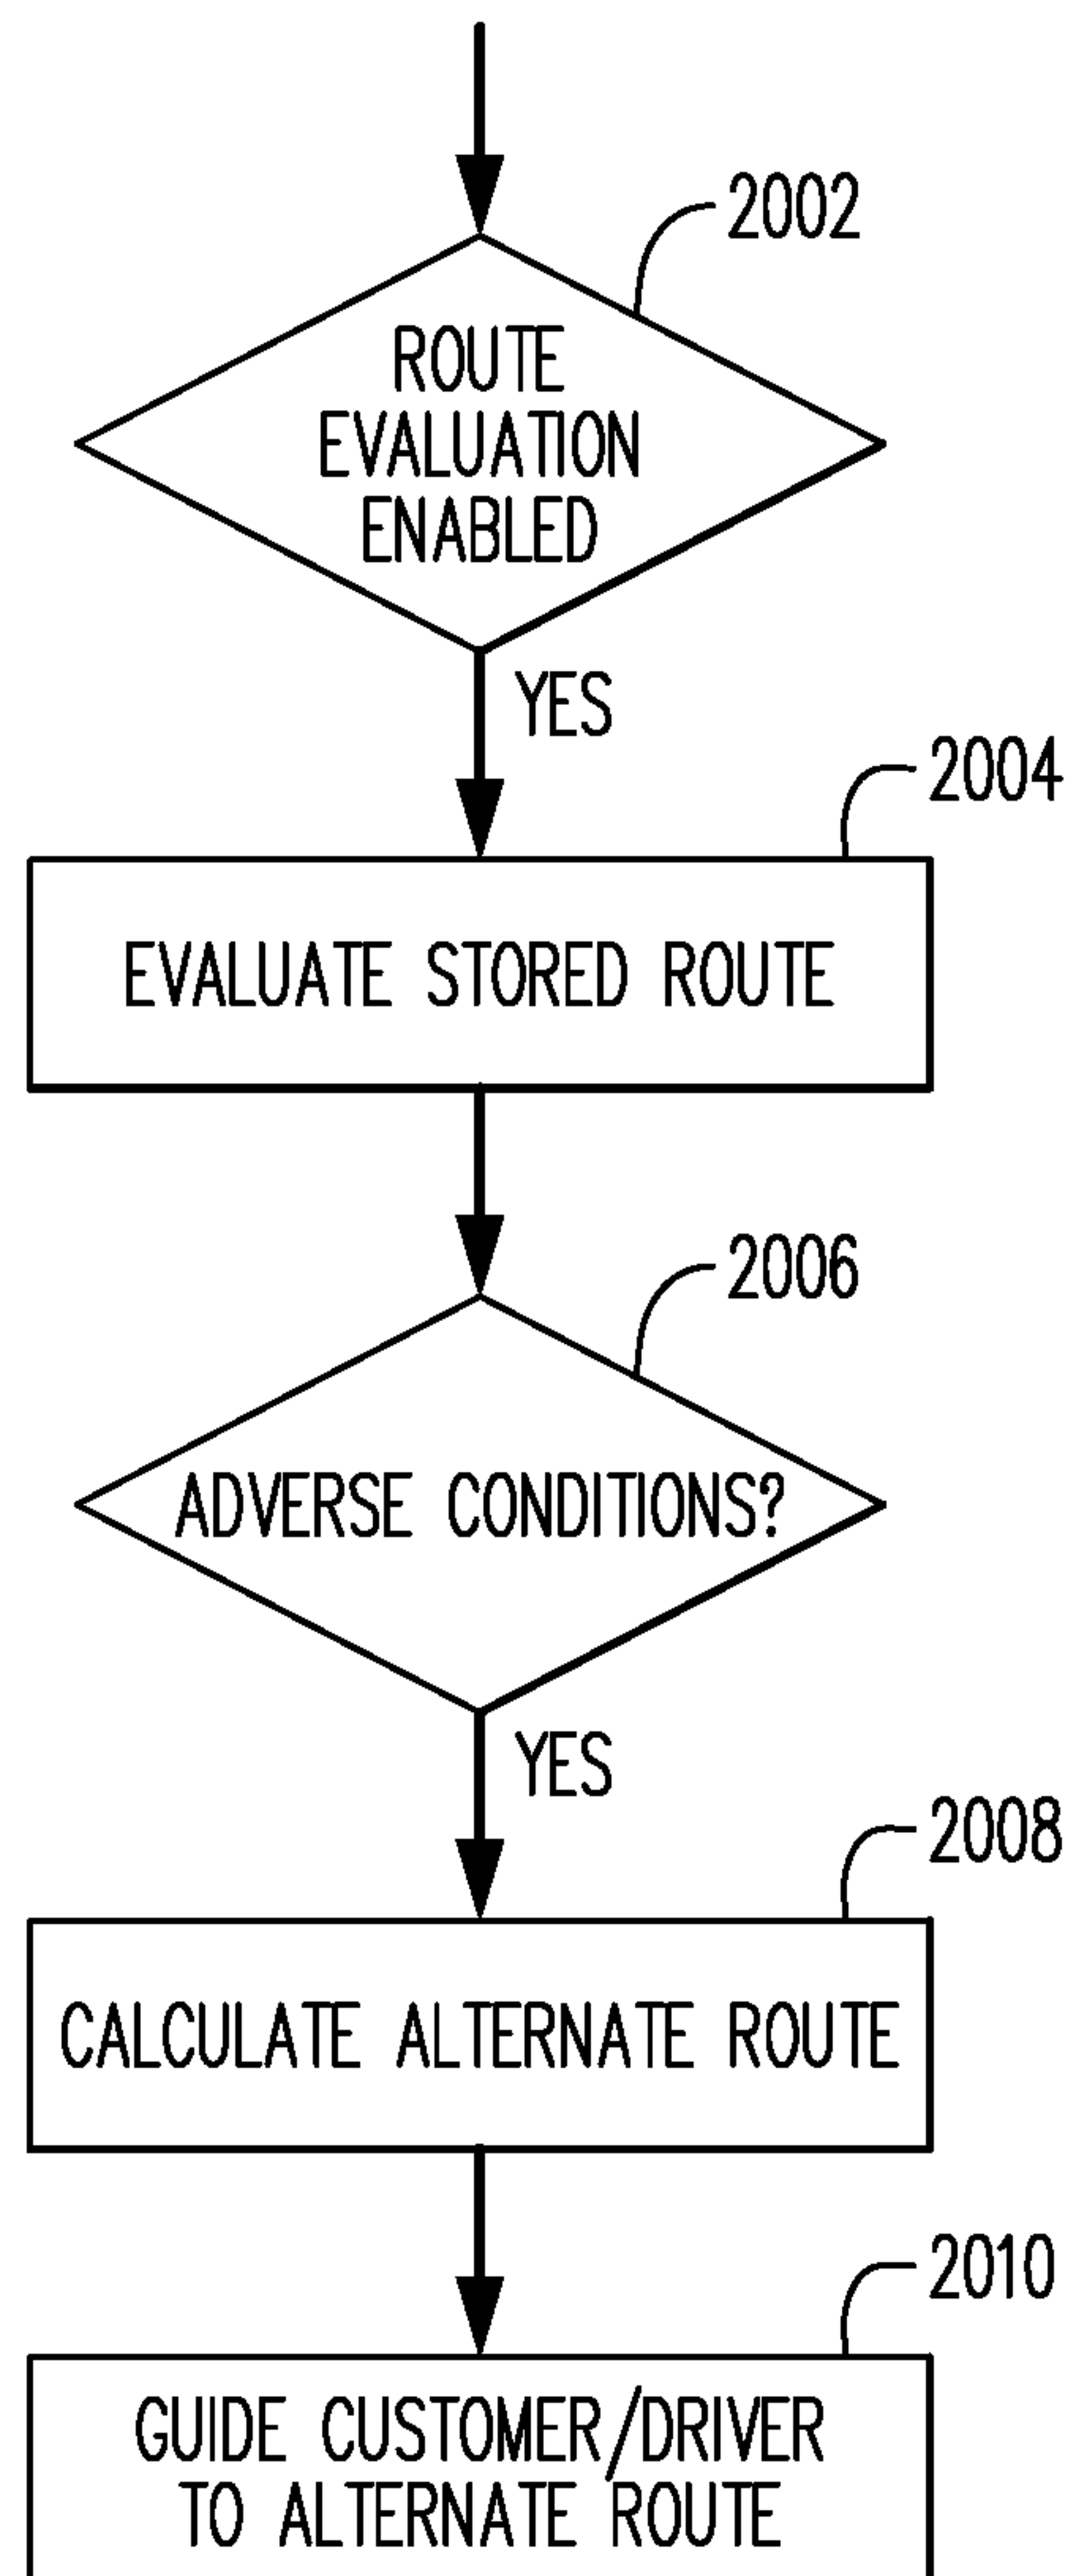 2002
ROUTE
EVALUATION
ENABLED
YES
2004
EVALUATE STORED ROUTE
2006
ADVERSE CONDITIONS?
YES
2008
CALCULATE ALTERNATE ROUTE
2010
GUIDE CUSTOMER/DRIVER
TO ALTERNATE ROUTE